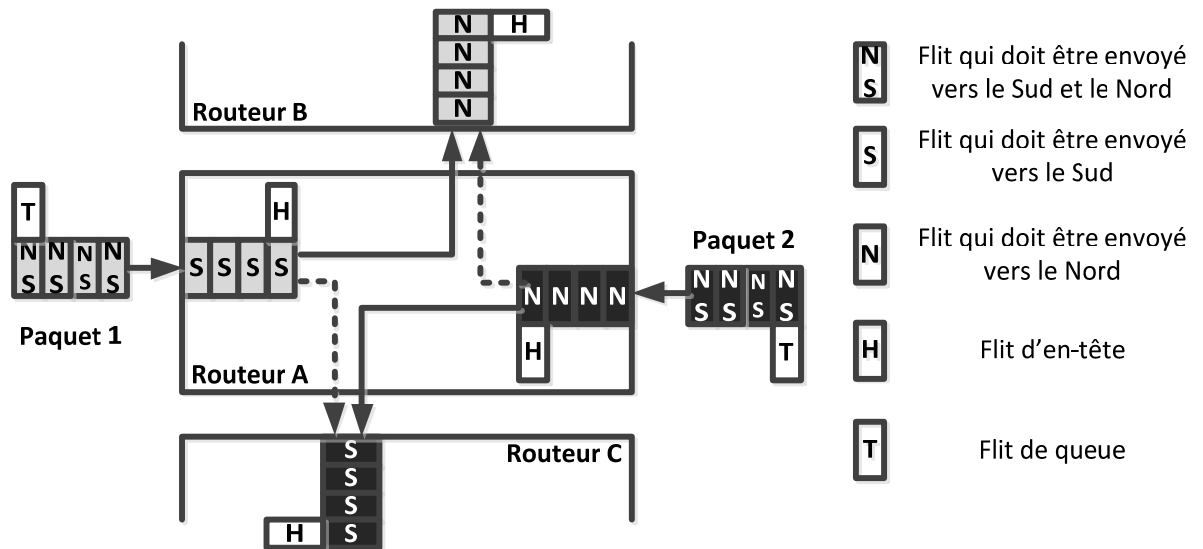 N H
N
N
N
Routeur B
T
N N N N
S S S S
Paquet 1
H
S S S S
Routeur A
N N N N
H
Paquet 2
N N N N
S S S S
T
S
S
S
H S
Routeur C
N
S
Flit qui doit être envoyé
vers le Sud et le Nord
S
Flit qui doit être envoyé
vers le Sud
N
Flit qui doit être envoyé
vers le Nord
H
Flit d’en-tête
T
Flit de queue